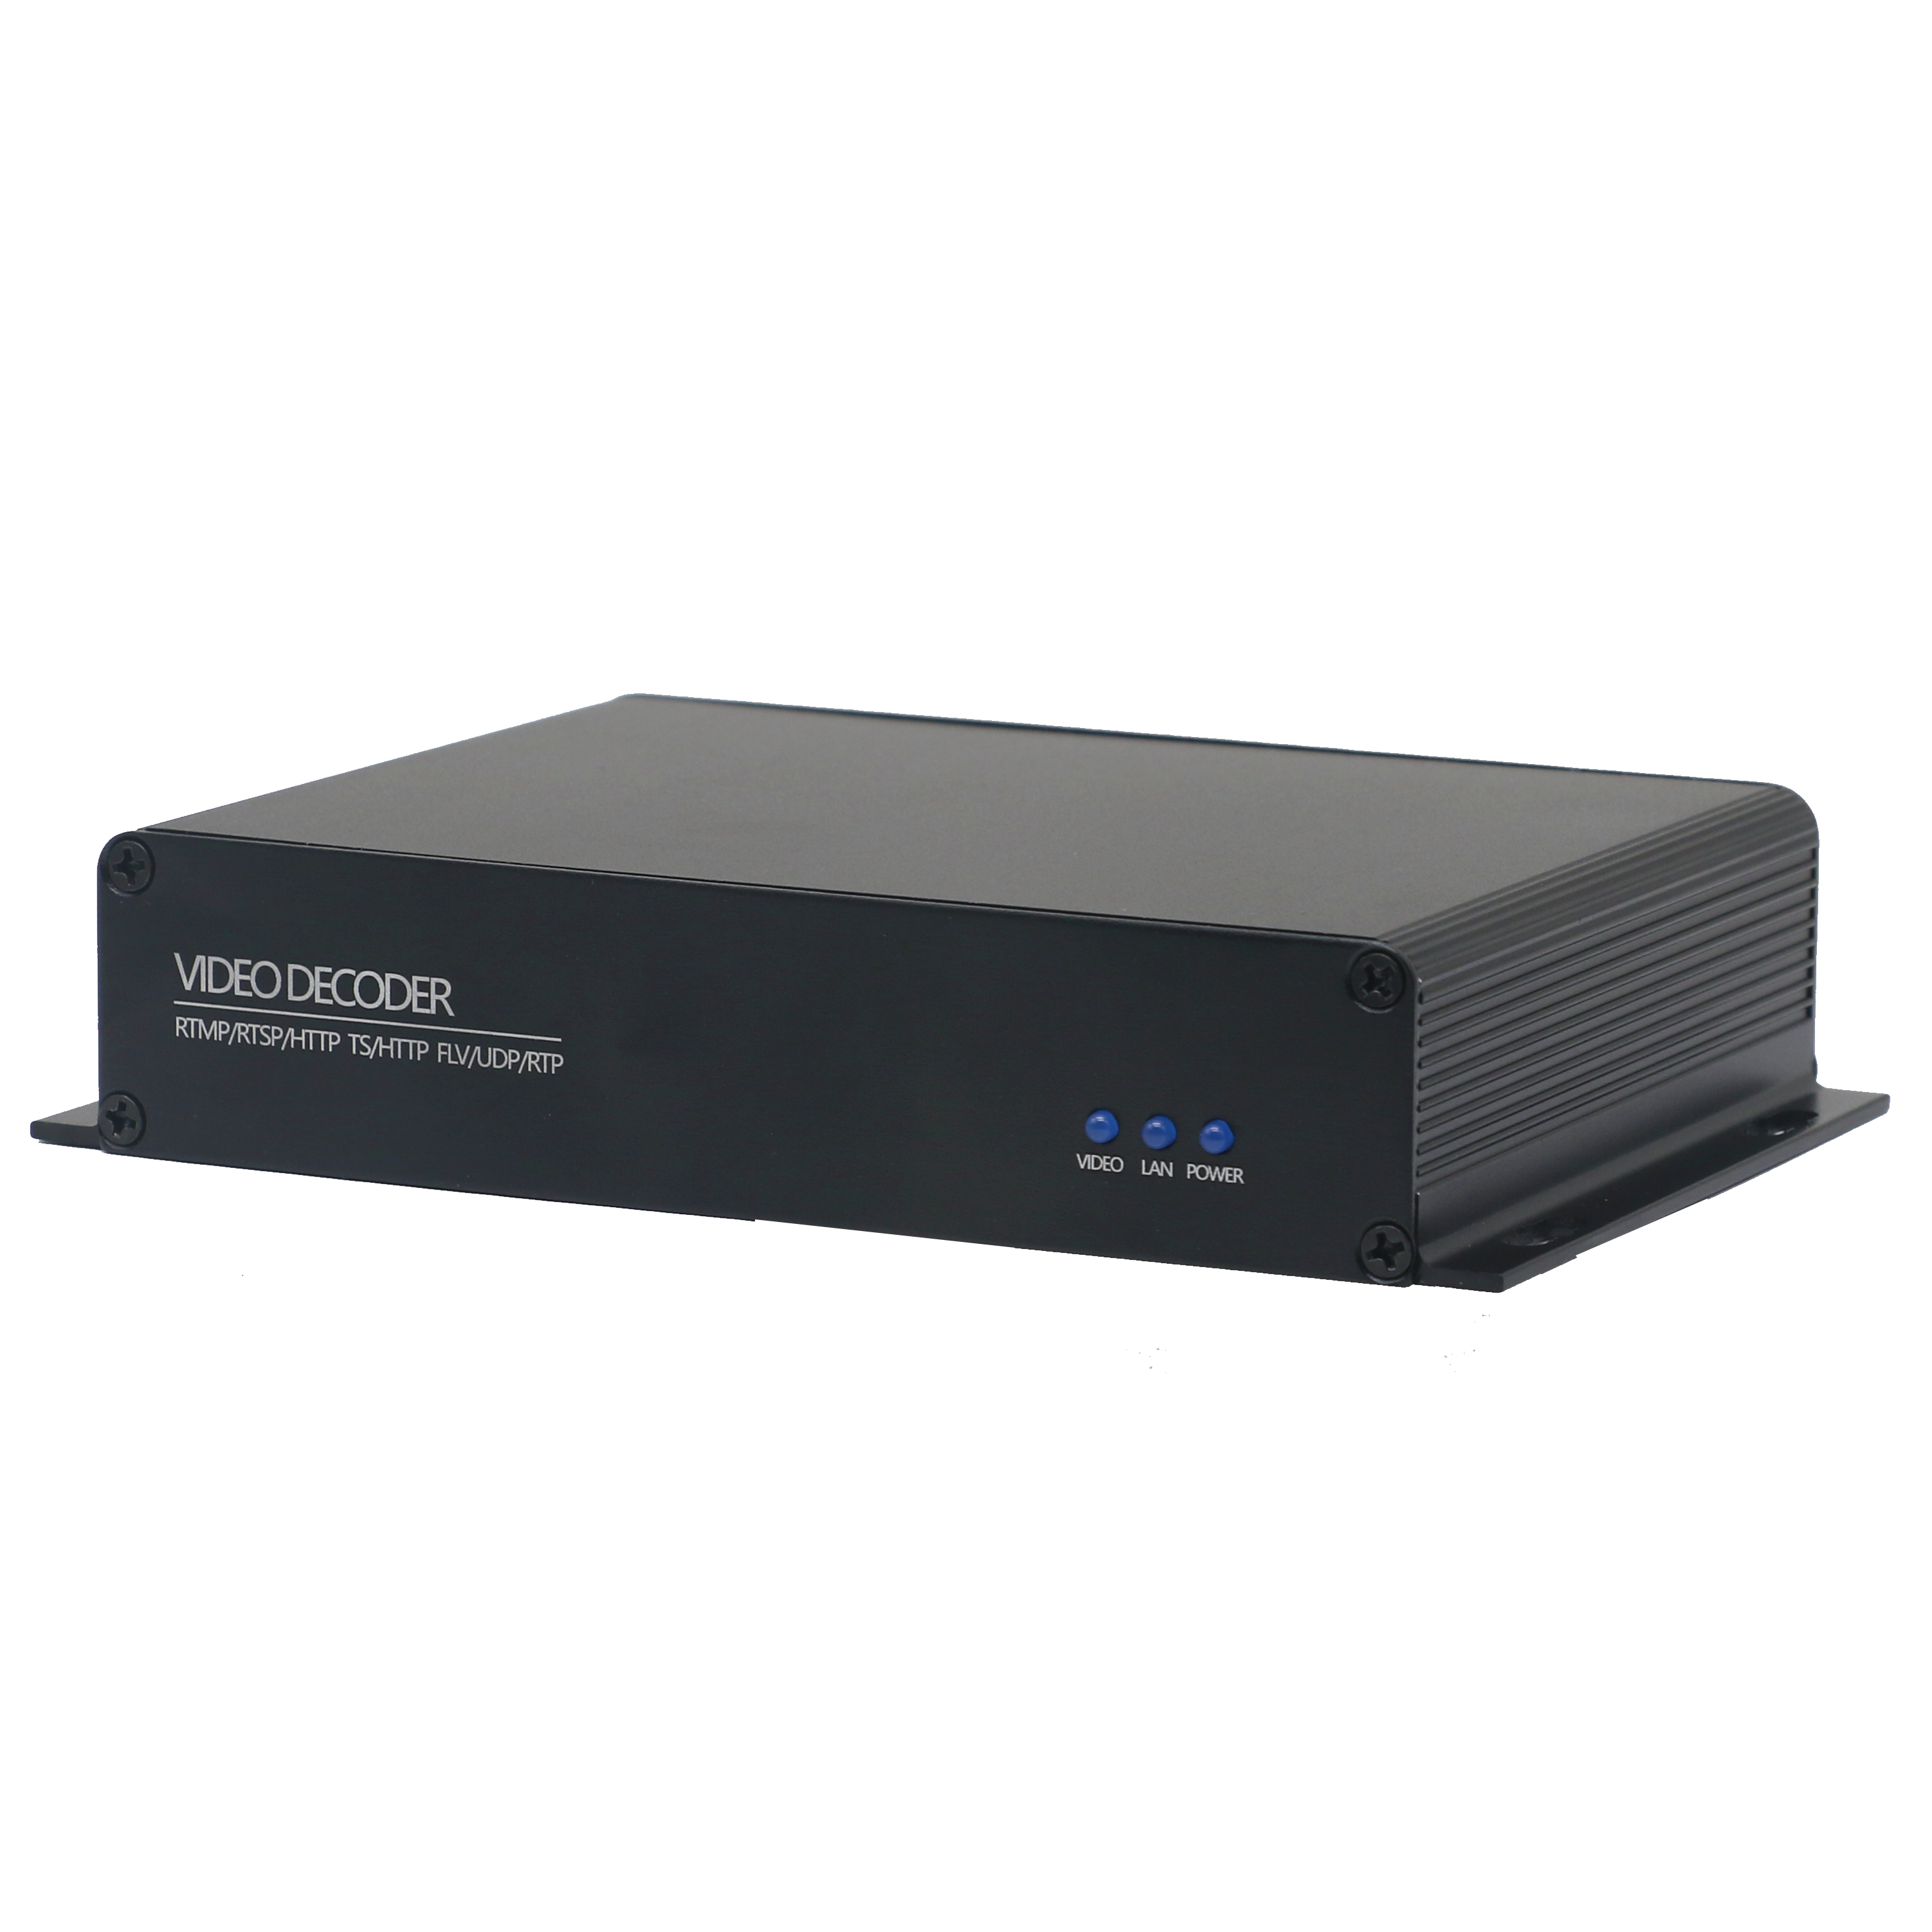 VIDEO DECODER
RTMP/RTSP/HTTP TS/HTTP FLV/UDP/RTP
VIDEO LAN POWER